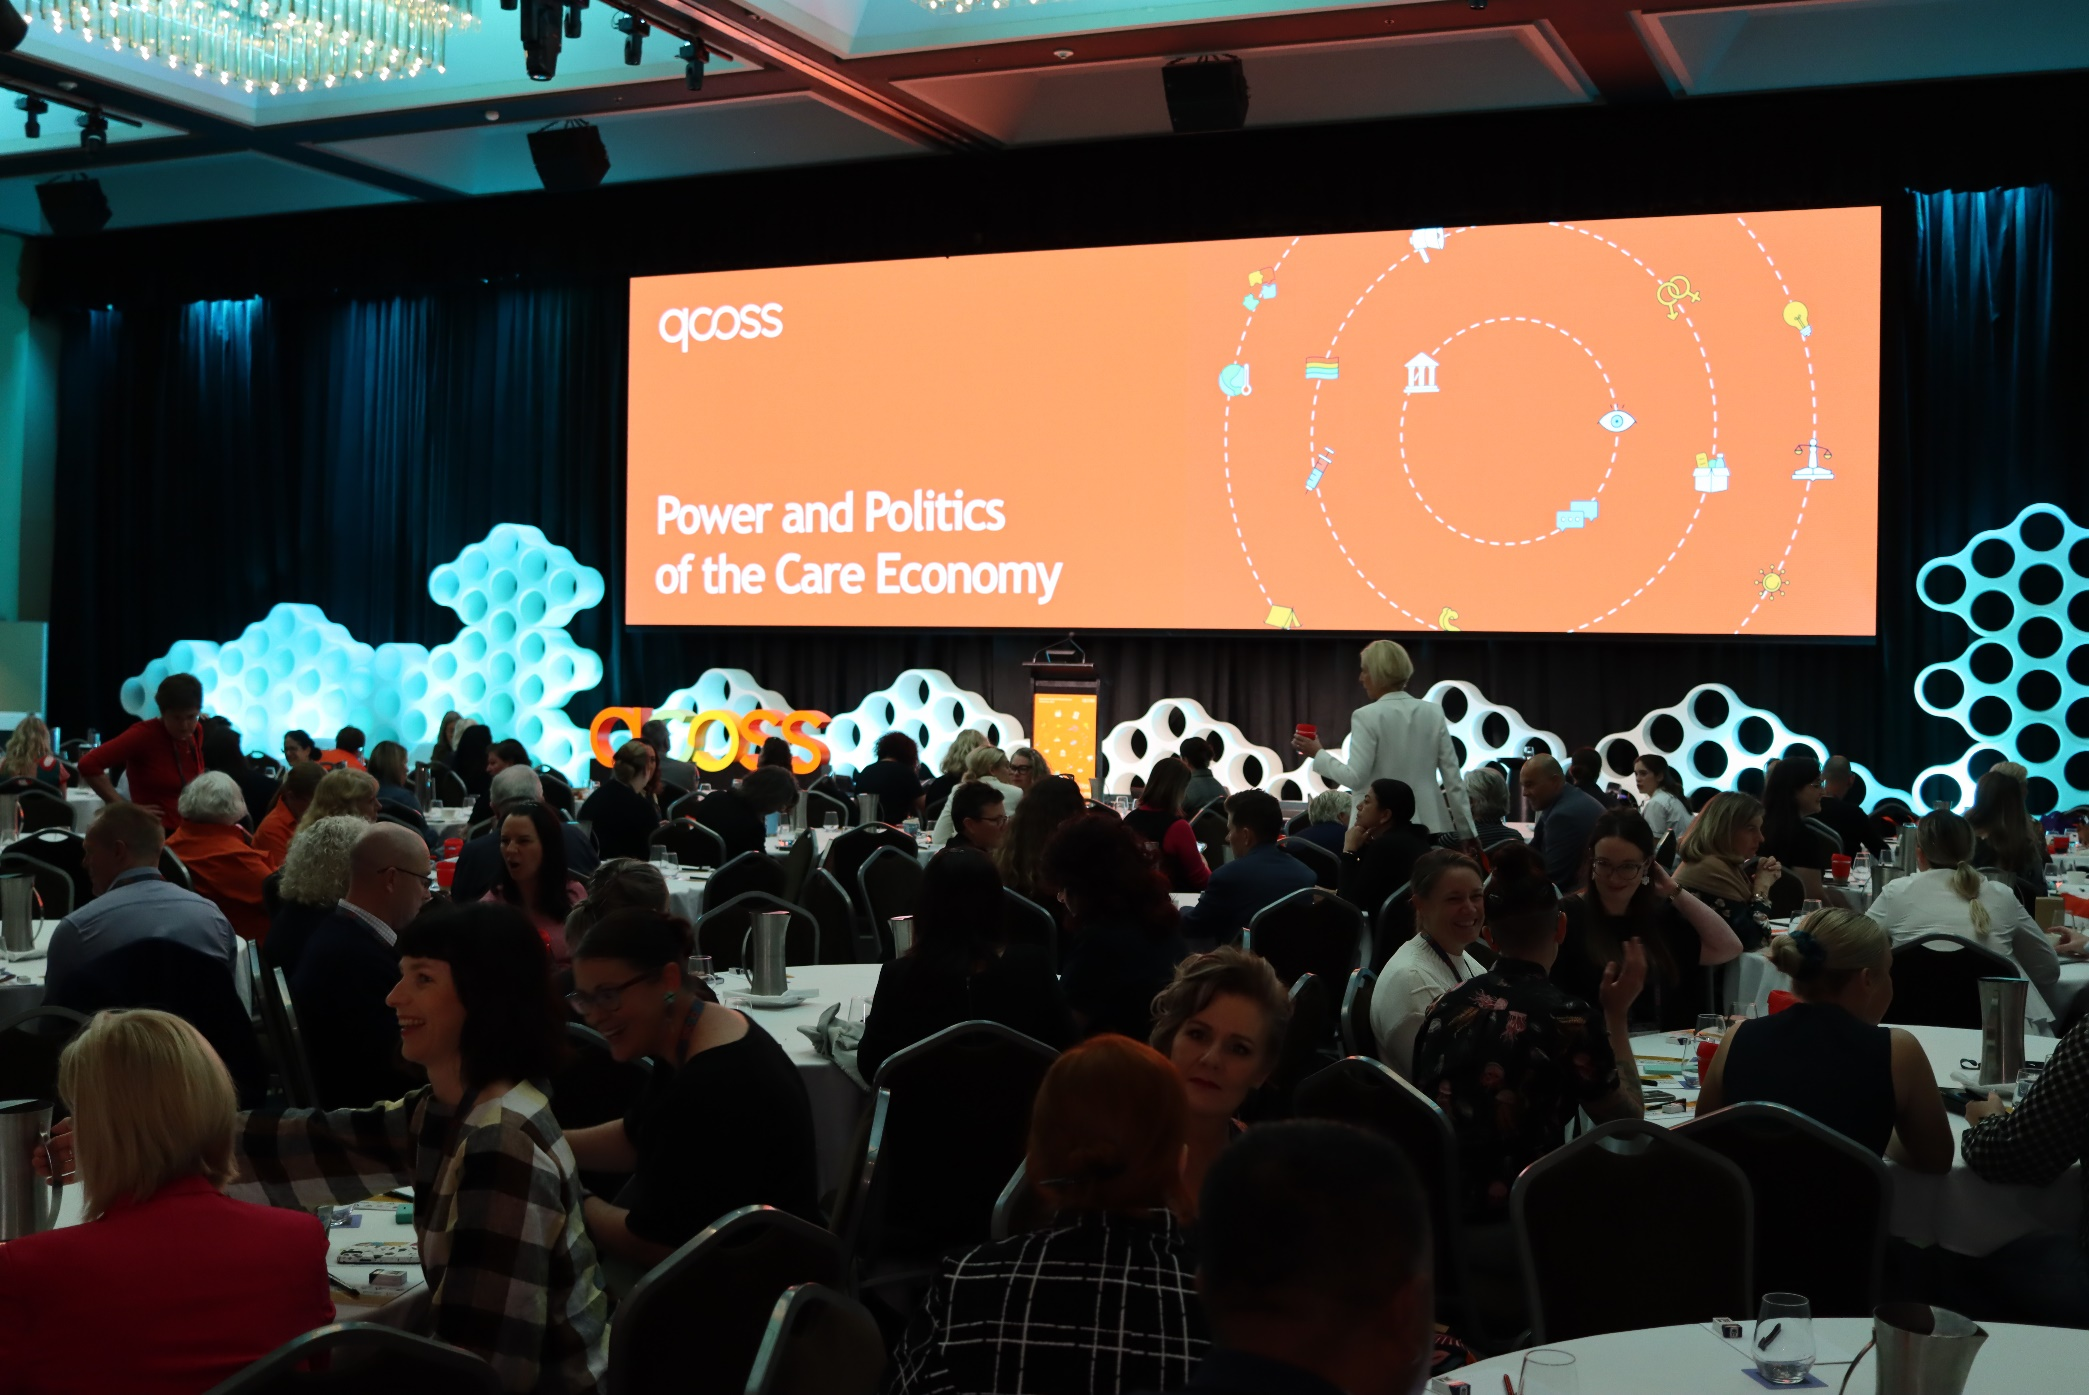 qcoss
Power and Politics
of the Care Economy
qcoss